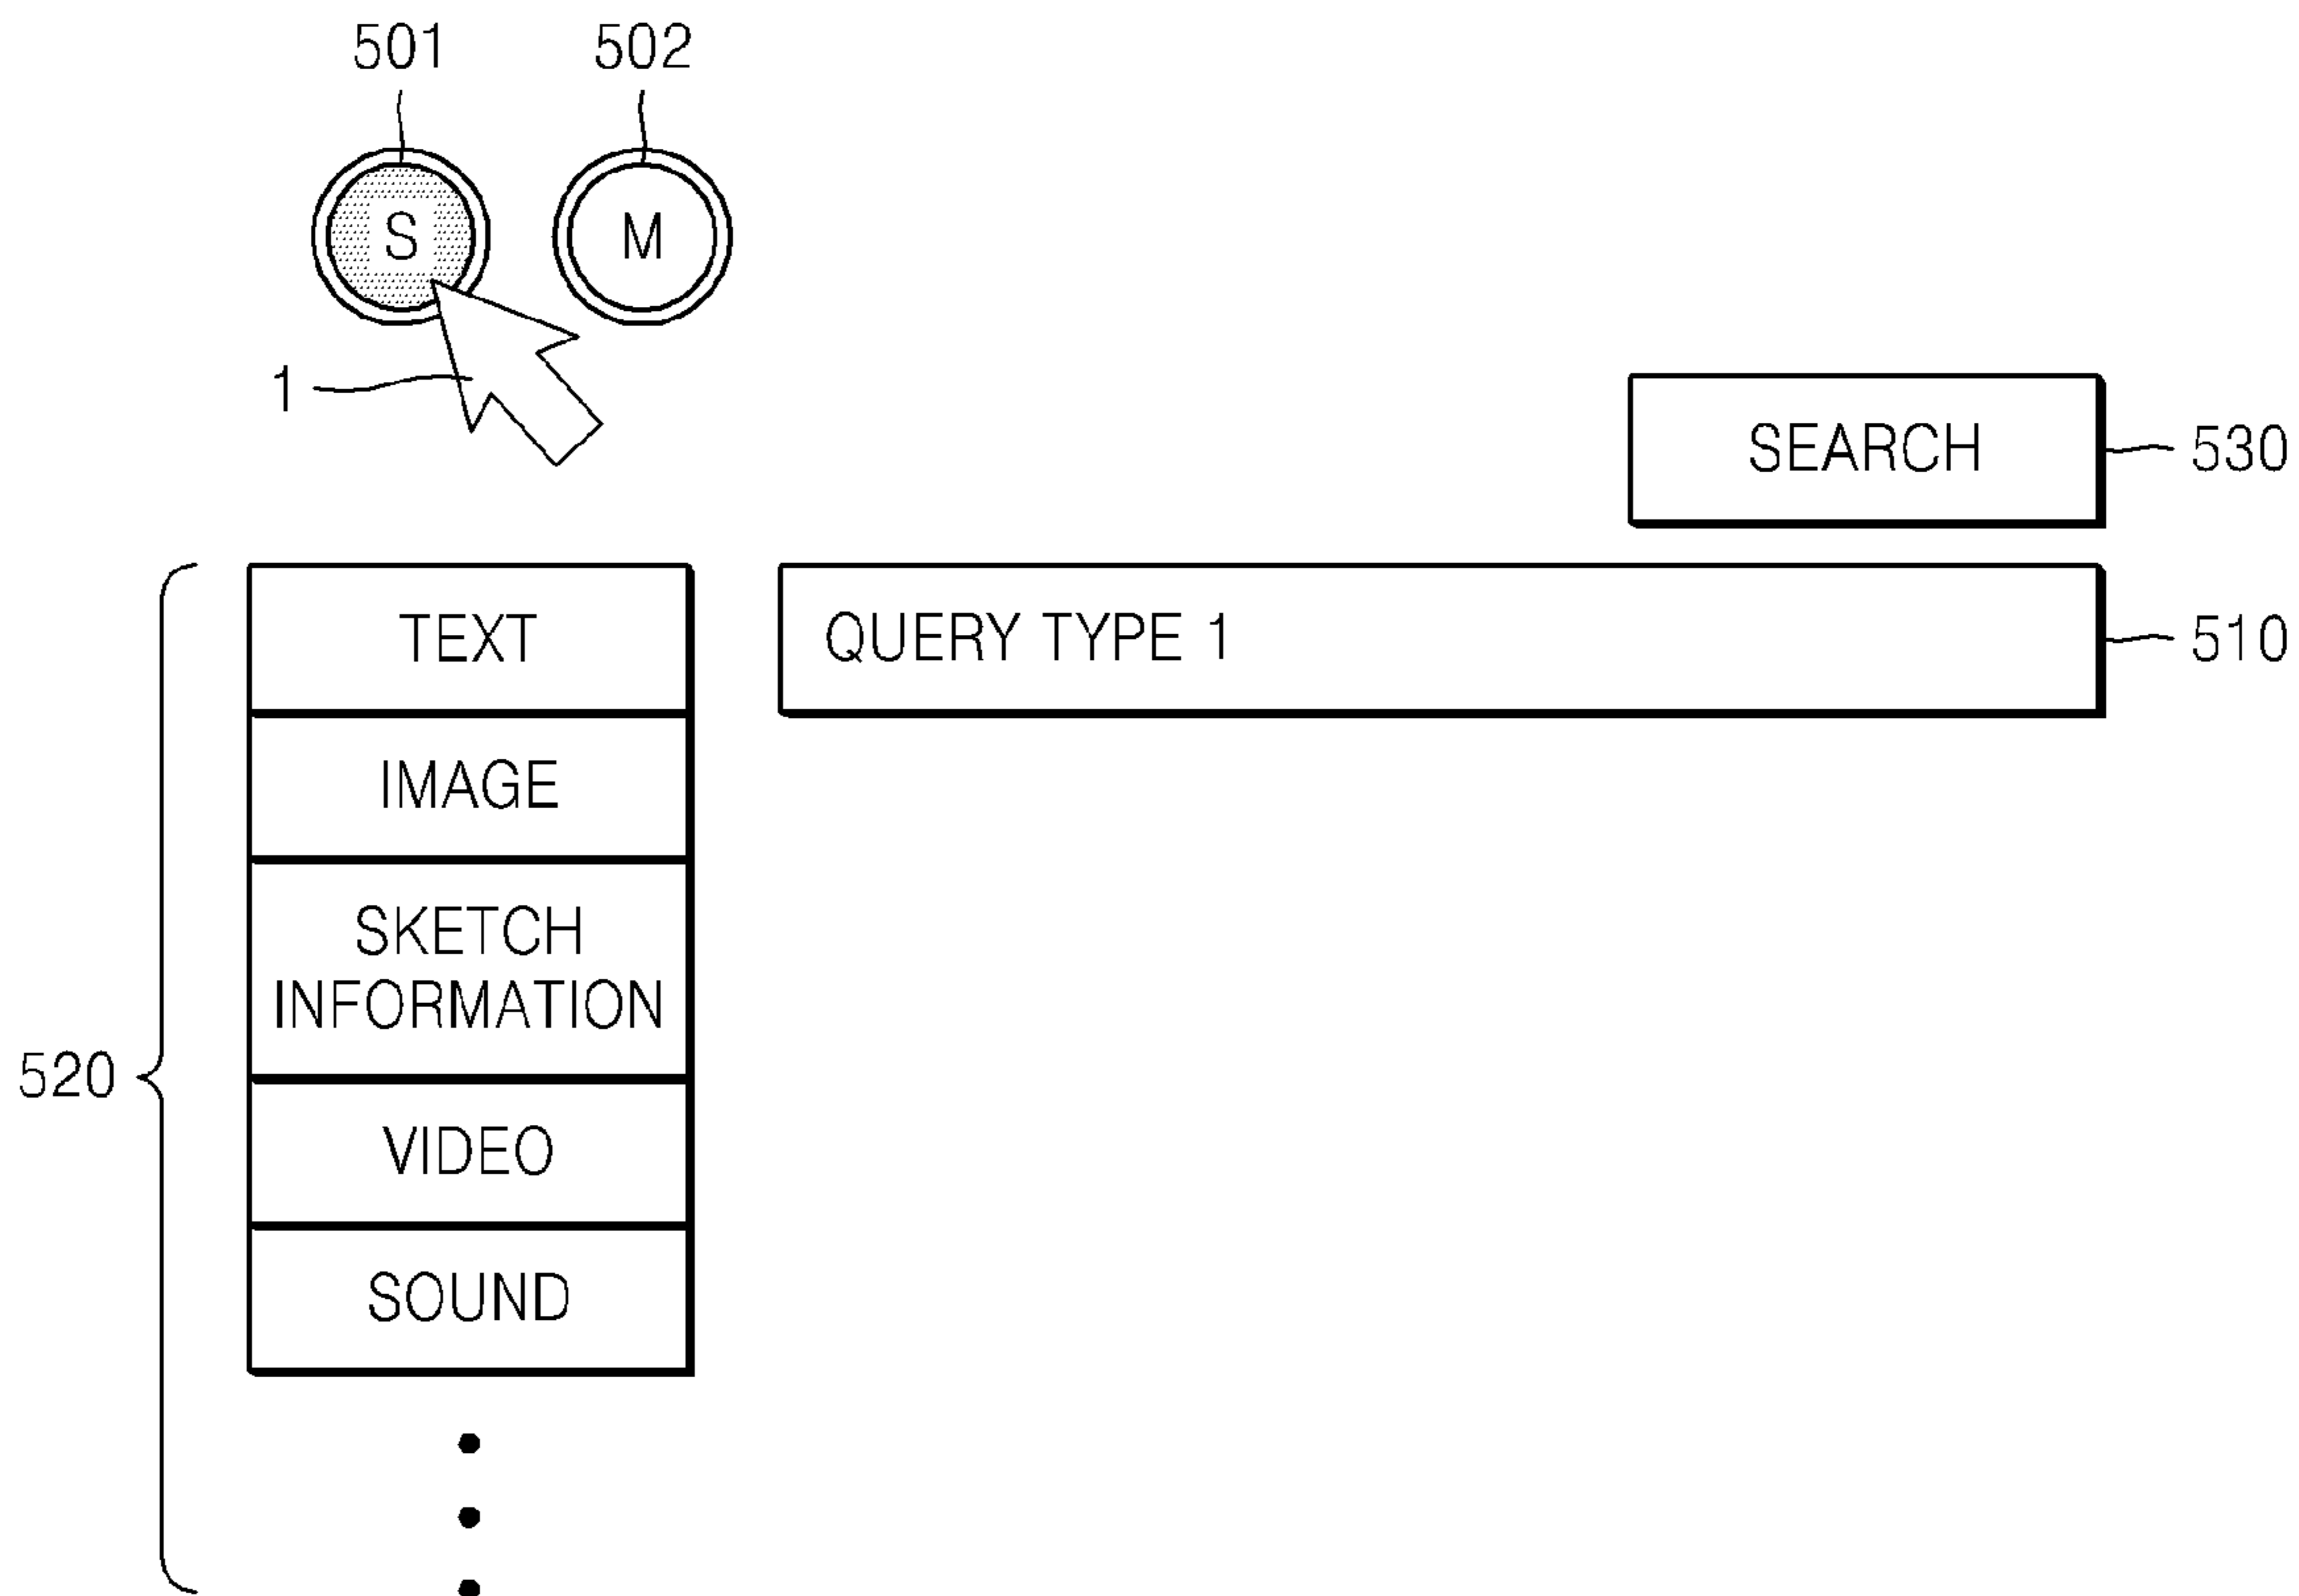 501 502
S M
1
SEARCH 530
TEXT QUERY TYPE 1 510
IMAGE
SKETCH
INFORMATION
520
VIDEO
SOUND